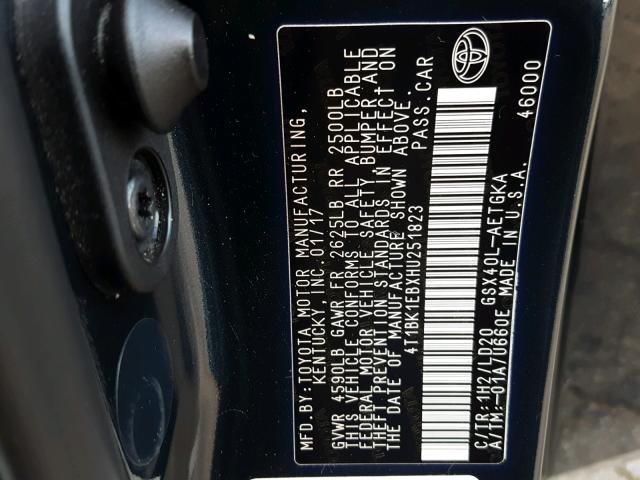 MFD.BY:TOYOTA MOTOR MANUFACTURING,
KENTUCKY,INC.01/17
GVWR 4590LB GAWR FR 2695LB RR 2500LB
THIS VEHICLE CONFORMS TO ALL APPLICABLE
FEDERAL MOTOR VEHICLE SAFETY, BUMPER,AND
THEFT PREVENTION STANDARDS IN EFFECT ON
THE DATE OF MANUFACTURE SHOWN ABOVE.
4T1BK1EBXHU251823 PASS.CAR
C/TR:1H2/LD20 GSX40L-AETGKA
A/TM:-01A/U660E MADE IN U.S.A.
46000